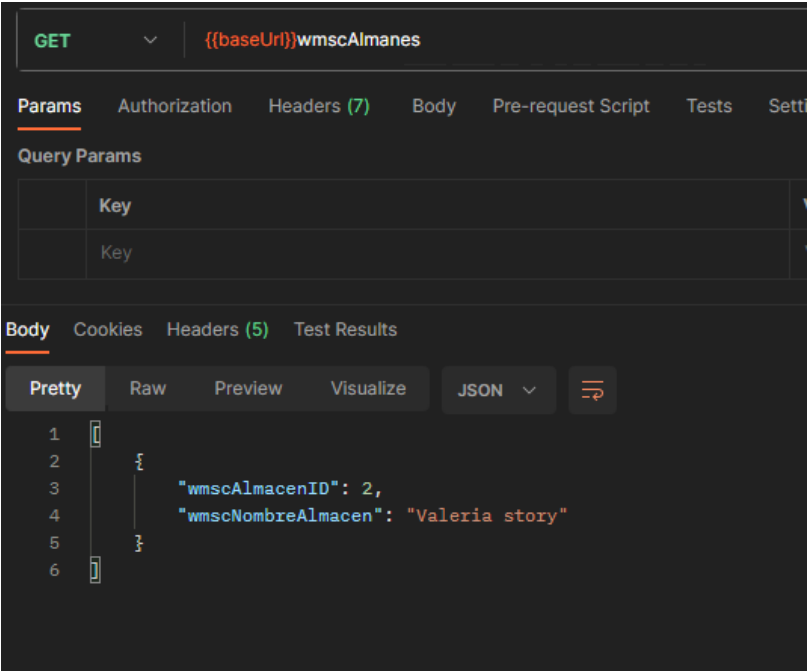 GET {{baseUrl}}wmscAlmanes
Params Authorization Headers (7) Body Pre-request Script Tests
Query Params
Key
Key
Body Cookies Headers (5) Test Results
Pretty Raw Preview Visualize JSON
1 [
2 {
3 "wmscAlmacenID": 2,
4 "wmscNombreAlmacen": "Valeria story"
5 }
6 ]